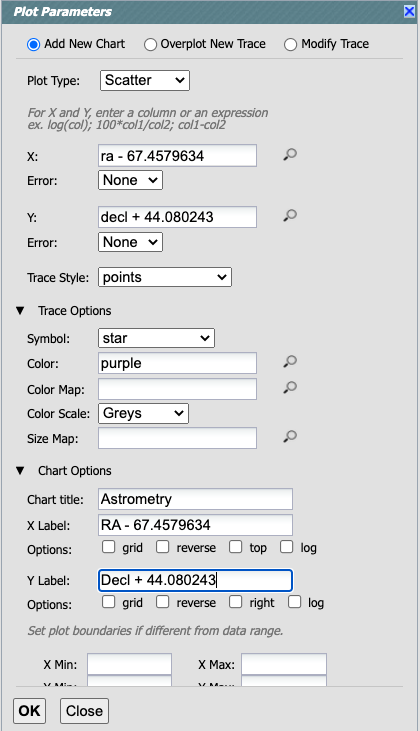 Plot Parameters
Add New Chart Overplot New Trace Modify Trace
Plot Type: Scatter
For X and Y, enter a column or an expression
ex. log(col); 100*col1/col2; col1-col2
X: ra - 67.4579634
Error: None
Y: decl + 44.080243
Error: None
Trace Style: points
Trace Options
Symbol: star
Color: purple
Color Map:
Color Scale: Greys
Size Map:
Chart Options
Chart title: Astrometry
X Label: RA - 67.4579634
Options: grid reverse top log
Y Label: Decl + 44.080243
Options: grid reverse right log
Set plot boundaries if different from data range.
X Min: X Max:
Y Min: Y Max:
OK Close